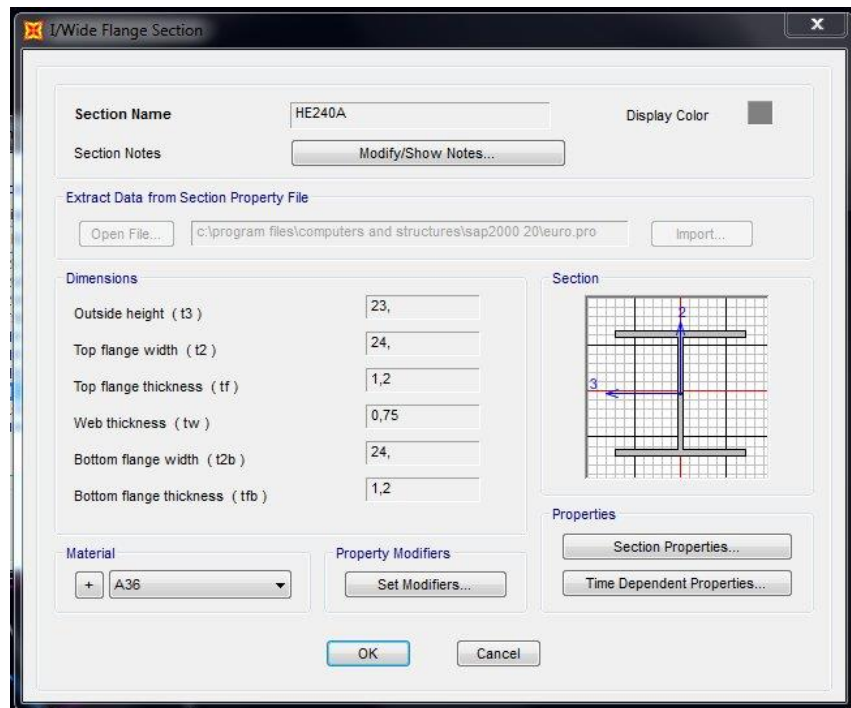 I/Wide Flange Section
X
Section Name HE240A Display Color
Section Notes Modify/Show Notes...
Extract Data from Section Property File
Open File... c:\program files\computers and structures\sap2000 20\euro.pro Import...
Dimensions
Outside height ( t3 ) 23,
Top flange width ( t2 ) 24,
Top flange thickness ( tf ) 1,2
Web thickness ( tw ) 0,75
Bottom flange width ( t2b ) 24,
Bottom flange thickness ( tfb ) 1,2
Section
2
3
Material
+ A36
Property Modifiers
Set Modifiers...
Properties
Section Properties...
Time Dependent Properties...
OK Cancel